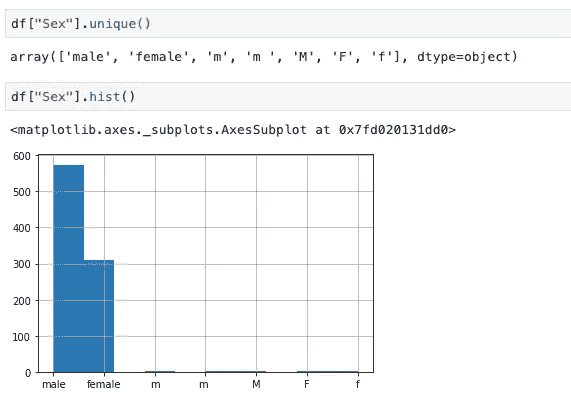 df["Sex"].unique()
array(['male', 'female', 'm', 'm ', 'M', 'F', 'f'], dtype=object)
df["Sex"].hist()
<matplotlib.axes._subplots.AxesSubplot at 0x7fd020131dd0>
600
500
400
300
200
100
0
male female m m M F f